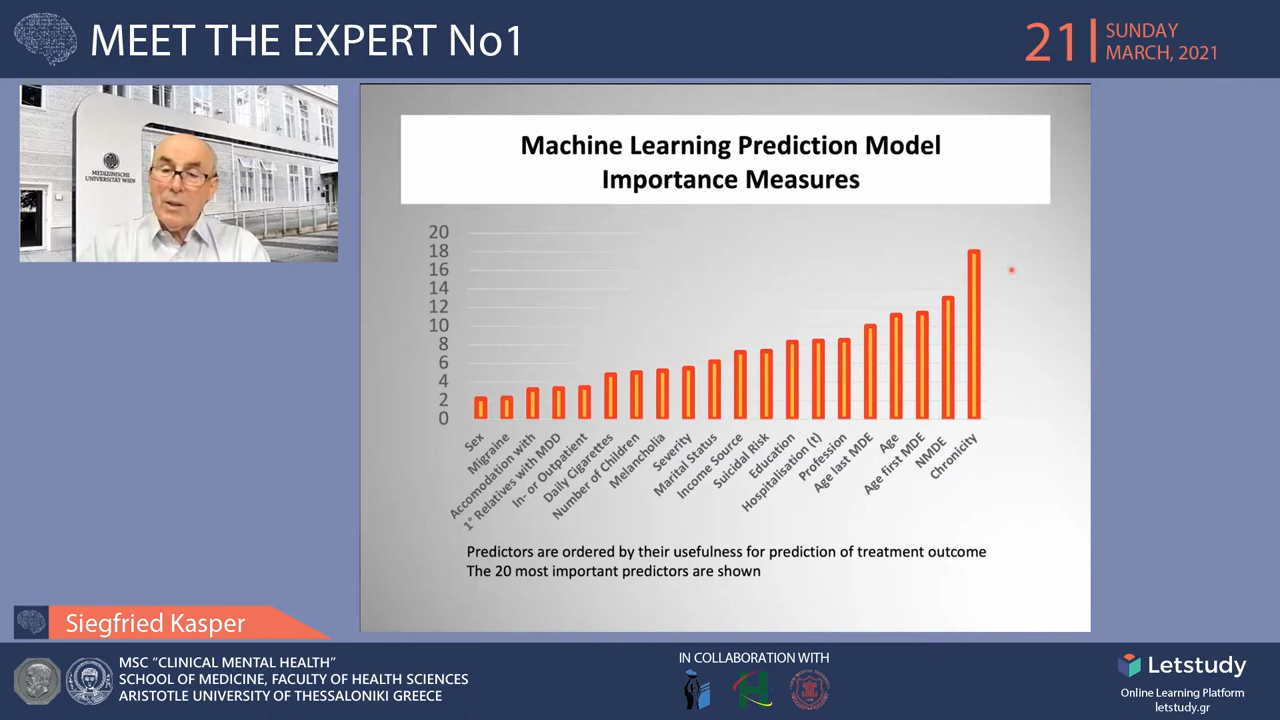 MEET THE EXPERT No1
21
SUNDAY
MARCH, 2021
MEDIZINISCHE
UNIVERSITÄT WIEN
Machine Learning Prediction Model
Importance Measures
20
18
16
14
12
10
8
6
4
2
0
Sex
Migraine
Accomodation with
1° Relatives with MDD
In- or Outpatient
Daily Cigarettes
Number of Children
Melancholia
Severity
Marital Status
Income Source
Suicidal Risk
Education
Hospitalisation (t)
Profession
Age last MDE
Age
Age first MDE
NMDE
Chronicity
Predictors are ordered by their usefulness for prediction of treatment outcome
The 20 most important predictors are shown
Siegfried Kasper
MSC "CLINICAL MENTAL HEALTH"
SCHOOL OF MEDICINE, FACULTY OF HEALTH SCIENCES
ARISTOTLE UNIVERSITY OF THESSALONIKI GREECE
IN COLLABORATION WITH
Letstudy
Online Learning Platform
letstudy.gr